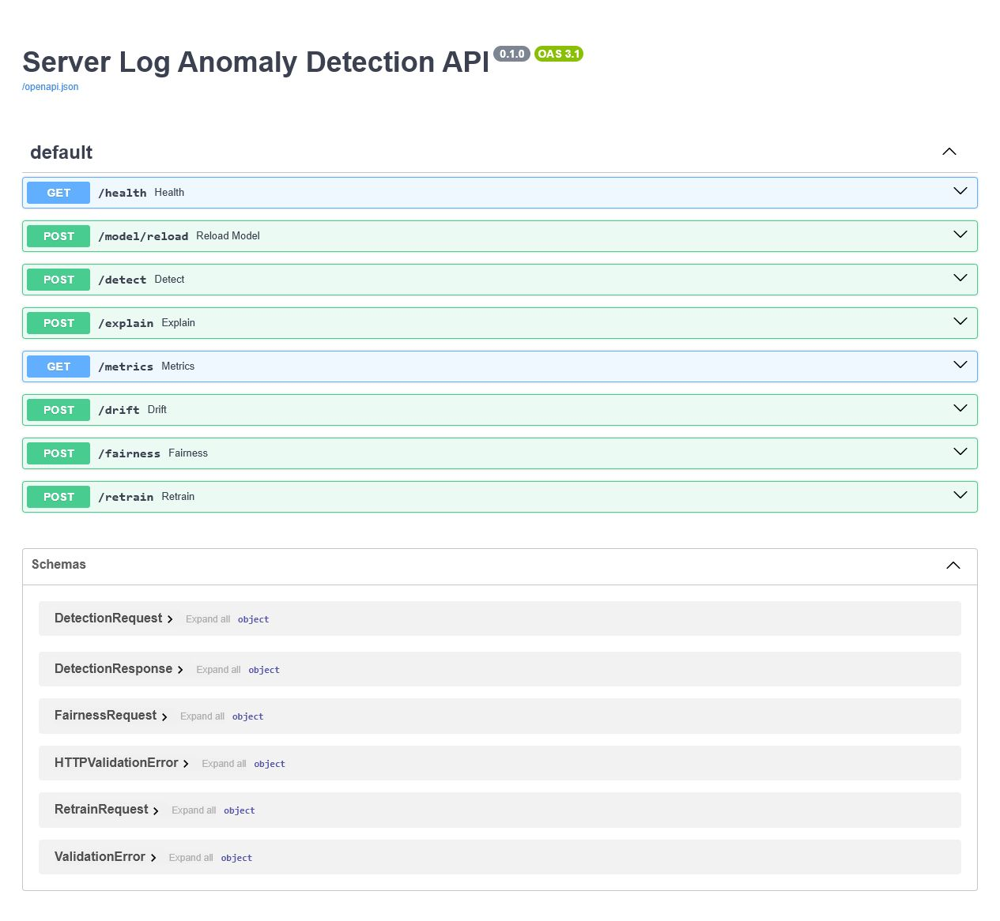 Server Log Anomaly Detection API 0.1.0 OAS 3.1
/openapi.json
default
GET /health Health
POST /model/reload Reload Model
POST /detect Detect
POST /explain Explain
GET /metrics Metrics
POST /drift Drift
POST /fairness Fairness
POST /retrain Retrain
Schemas
DetectionRequest Expand all object
DetectionResponse Expand all object
FairnessRequest Expand all object
HTTPValidationError Expand all object
RetrainRequest Expand all object
ValidationError Expand all object